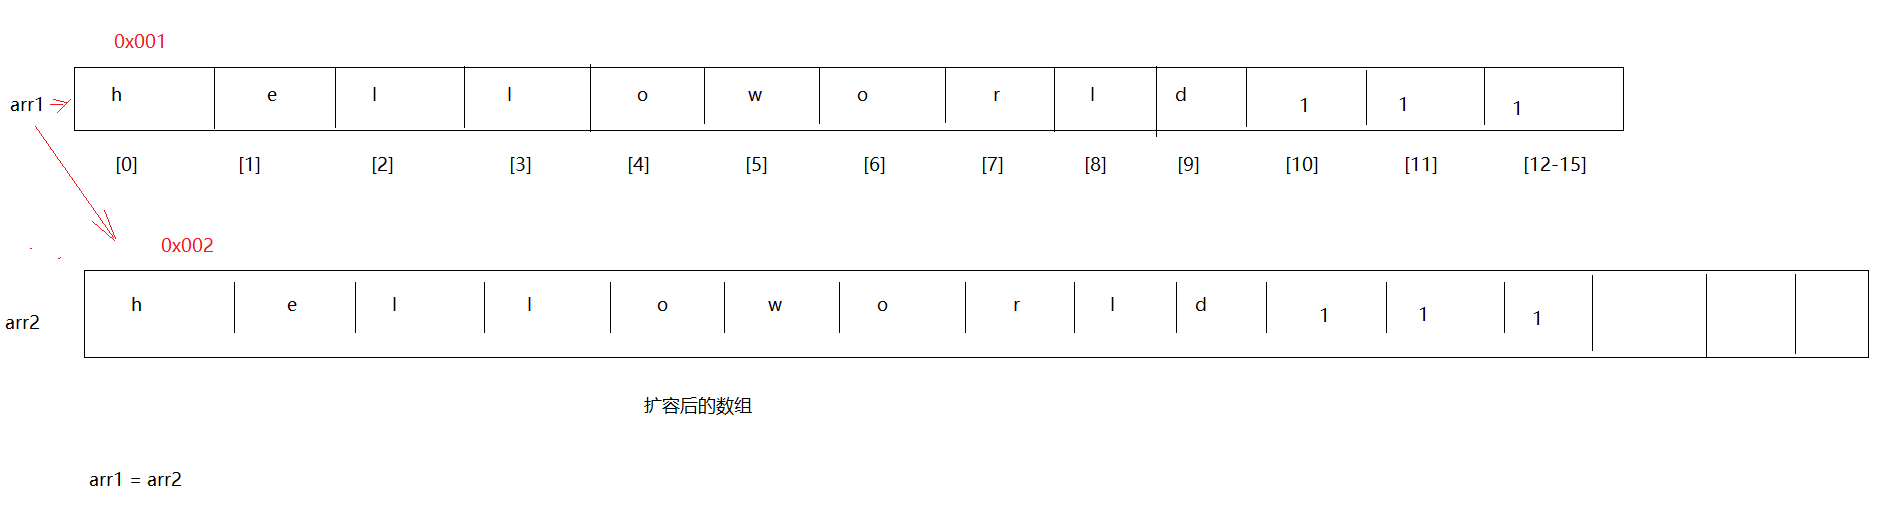 0x001
arr1 h e l l o w o r l d 1 1 1
[0] [1] [2] [3] [4] [5] [6] [7] [8] [9] [10] [11] [12-15]
0x002
arr2 h e l l o w o r l d 1 1 1
扩容后的数组
arr1 = arr2